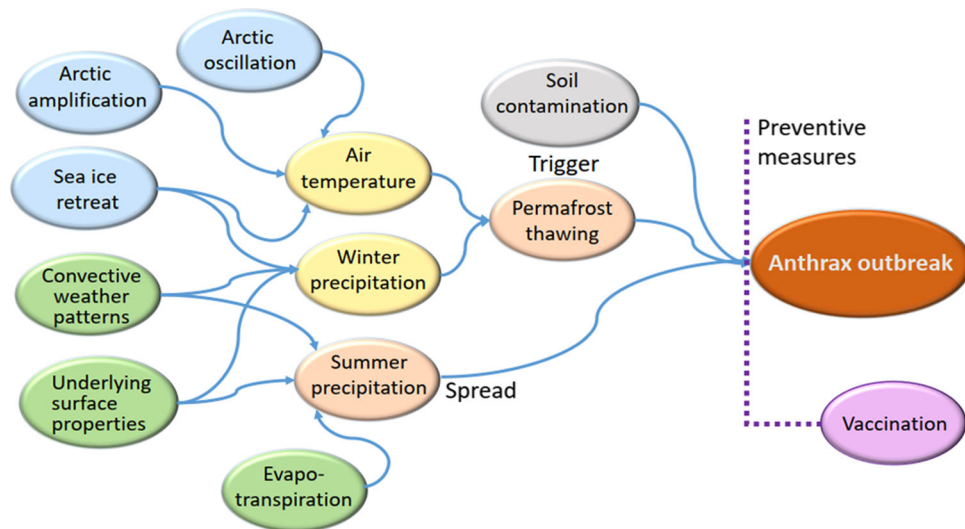 Arctic
oscillation
Arctic
amplification
Soil
contamination
Preventive
measures
Air
temperature
Trigger
Sea ice
retreat
Permafrost
thawing
Winter
precipitation
Anthrax outbreak
Convective
weather
patterns
Summer
precipitation
Spread
Underlying
surface
properties
Vaccination
Evapo-
transpiration